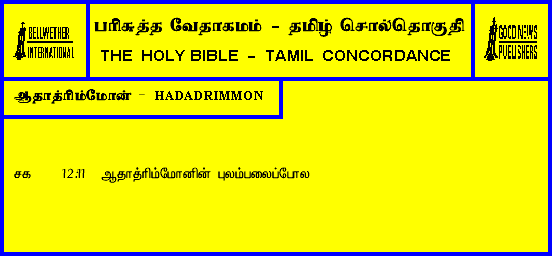 BELLWETHER
INTERNATIONAL
பரிசுத்த வேதாகமம் - தமிழ் சொல்தொகுதி
THE HOLY BIBLE - TAMIL CONCORDANCE
GOOD NEWS
PUBLISHERS
ஆதாத்ரிம்மோன் - HADADRIMMON
சக 12:11 ஆதாத்ரிம்மோனின் புலம்பலைப்போல